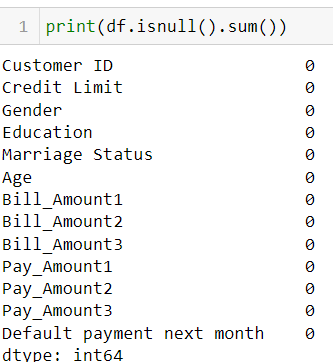 1 print(df.isnull().sum())
Customer ID 0
Credit Limit 0
Gender 0
Education 0
Marriage Status 0
Age 0
Bill_Amount1 0
Bill_Amount2 0
Bill_Amount3 0
Pay_Amount1 0
Pay_Amount2 0
Pay_Amount3 0
Default payment next month 0
dtype: int64